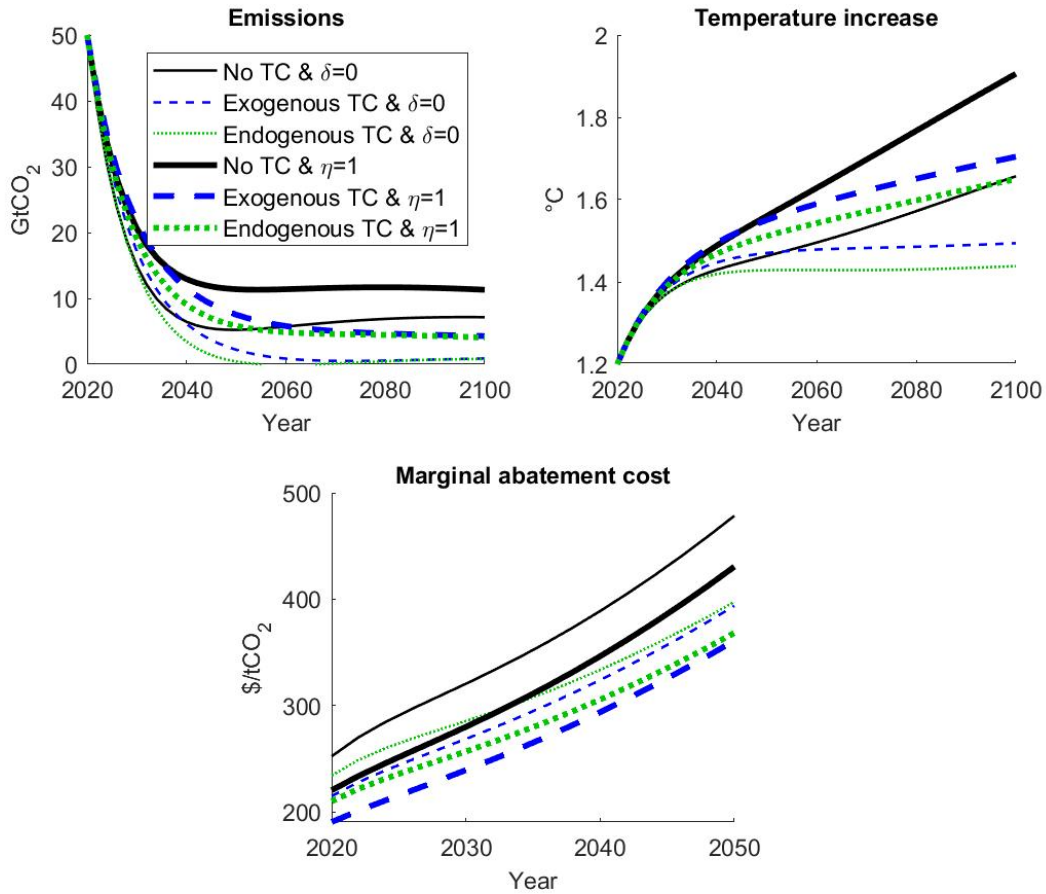 Emissions
50
40
30
20
10
0
GtCO2
2020
2040
2060
2080
2100
Year
No TC & δ=0
Exogenous TC & δ=0
Endogenous TC & δ=0
No TC & η=1
Exogenous TC & η=1
Endogenous TC & η=1
Temperature increase
2
1.8
1.6
1.4
1.2
°C
2020
2040
2060
2080
2100
Year
Marginal abatement cost
500
400
300
200
$/tCO2
2020
2030
2040
2050
Year